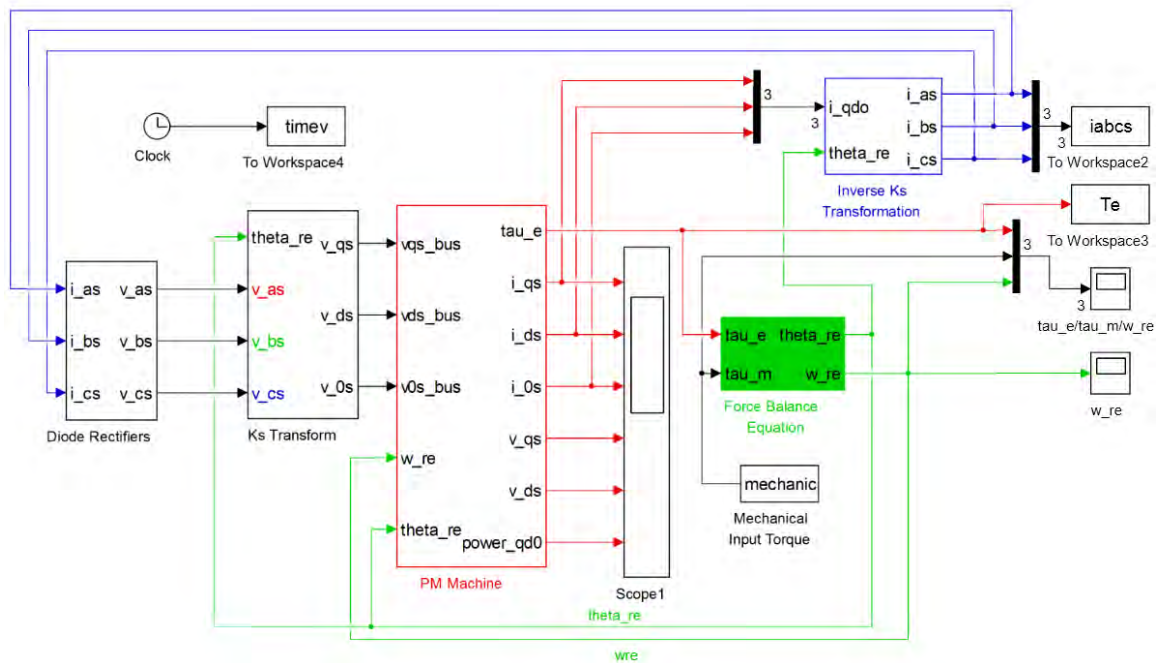 3
i_qdo
3
theta_re
i_as
i_bs
i_cs
3
3
iabcs
To Workspace2
Inverse Ks
Transformation
Clock
timev
To Workspace4
Te
To Workspace3
3
3
tau_e/tau_m/w_re
w_re
i_as
i_bs
i_cs
v_as
v_bs
v_cs
Diode Rectifiers
theta_re
v_as
v_bs
v_cs
v_qs
v_ds
v_0s
Ks Transform
vqs_bus
vds_bus
v0s_bus
w_re
theta_re
tau_e
i_qs
i_ds
i_0s
v_qs
v_ds
power_qd0
PM Machine
Scope1
tau_e
tau_m
theta_re
w_re
Force Balance
Equation
mechanic
Mechanical
Input Torque
theta_re
wre